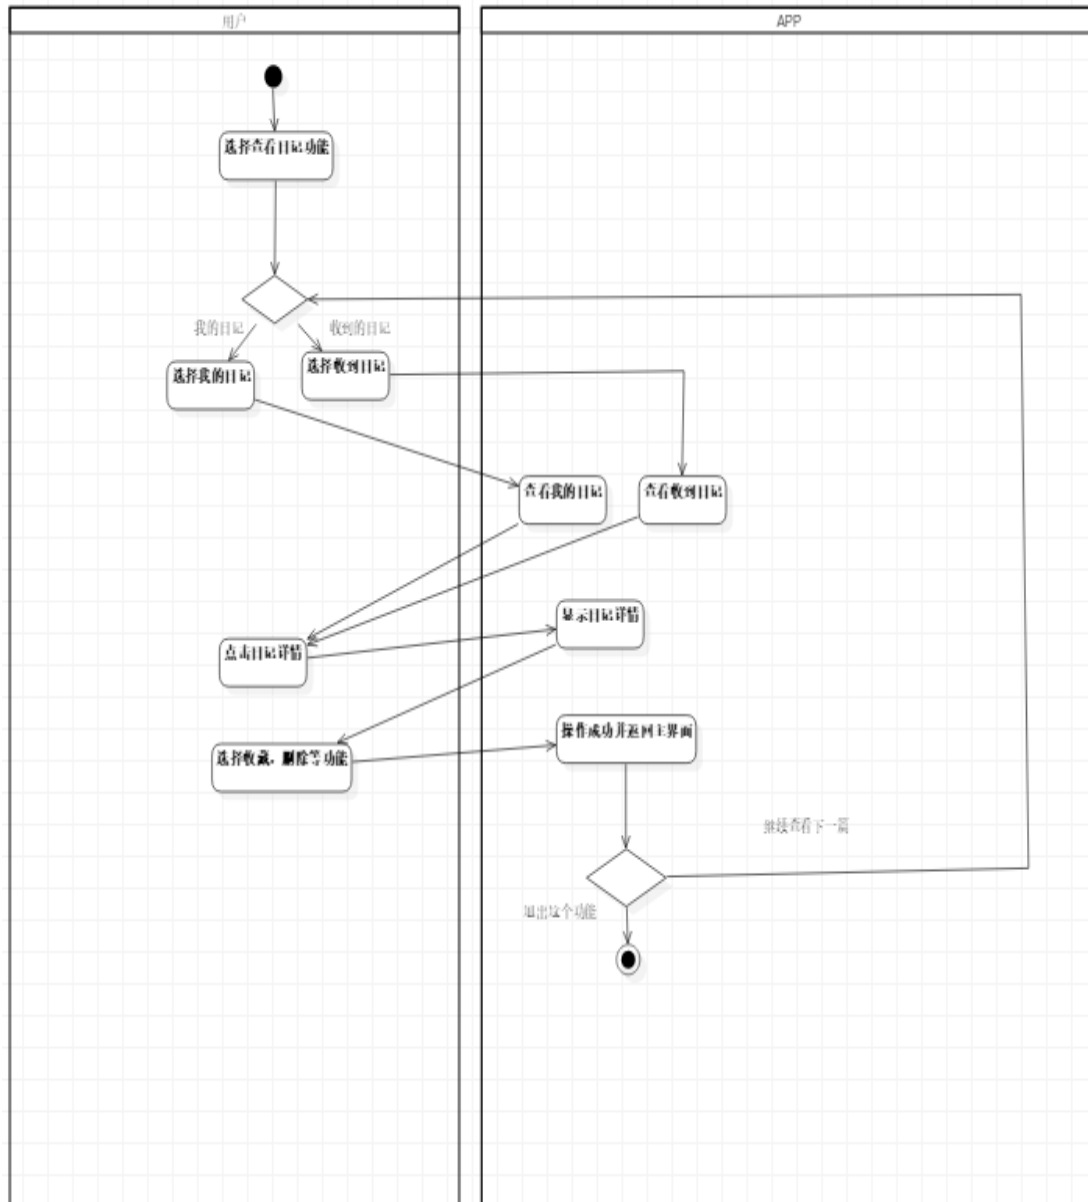 用户
APP
选择查看日记功能
我的日记
收到的日记
选择我的日记
选择收到日记
查看我的日记
查看收到日记
显示日记详情
点击日记详情
操作成功并返回主界面
选择收藏，删除等功能
继续查看下一篇
退出这个功能